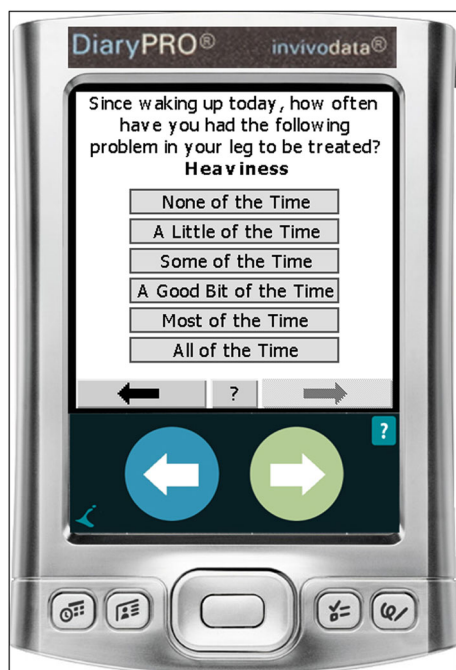 DiaryPRO® invivodata®
Since waking up today, how often
have you had the following
problem in your leg to be treated?
Heaviness
None of the Time
A Little of the Time
Some of the Time
A Good Bit of the Time
Most of the Time
All of the Time
?
?